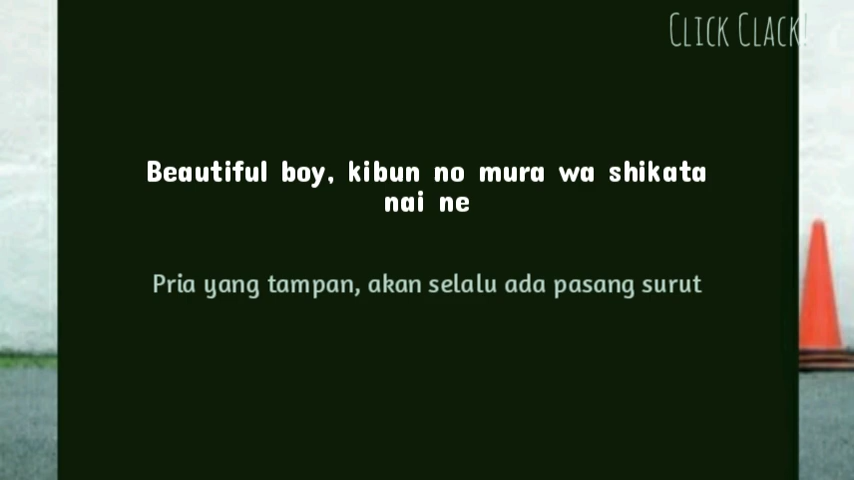 CLICK CLACK!
Beautiful boy, kibun no mura wa shikata
nai ne
Pria yang tampan, akan selalu ada pasang surut